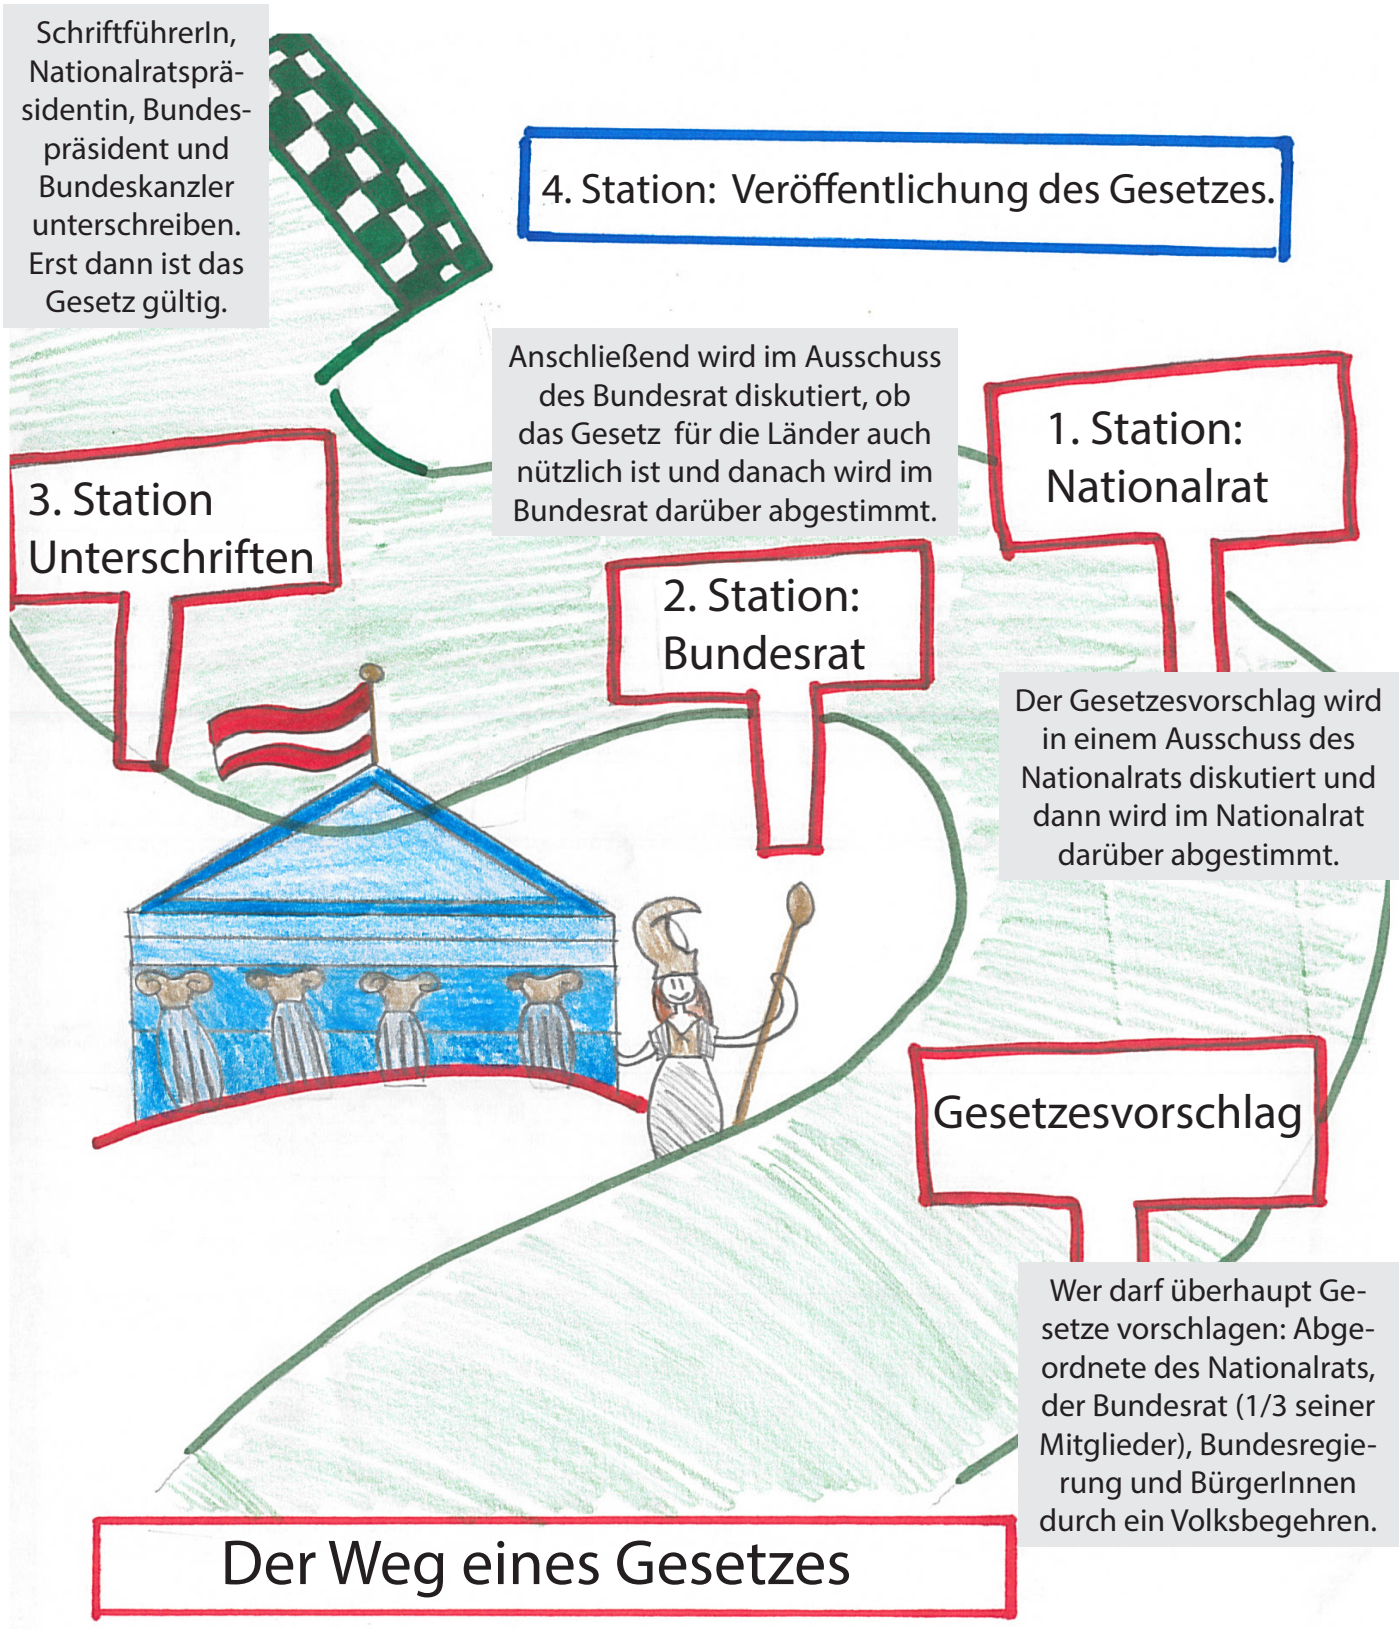 SchriftführerIn,
Nationalratsprä-
sidentin, Bundes-
präsident und
Bundeskanzler
unterschreiben.
Erst dann ist das
Gesetz gültig.
4. Station: Veröffentlichung des Gesetzes.
Anschließend wird im Ausschuss
des Bundesrat diskutiert, ob
das Gesetz für die Länder auch
nützlich ist und danach wird im
Bundesrat darüber abgestimmt.
1. Station:
Nationalrat
3. Station
Unterschriften
2. Station:
Bundesrat
Der Gesetzesvorschlag wird
in einem Ausschuss des
Nationalrats diskutiert und
dann wird im Nationalrat
darüber abgestimmt.
Gesetzesvorschlag
Wer darf überhaupt Ge-
setze vorschlagen: Abge-
ordnete des Nationalrats,
der Bundesrat (1/3 seiner
Mitglieder), Bundesregie-
rung und BürgerInnen
durch ein Volksbegehren.
Der Weg eines Gesetzes